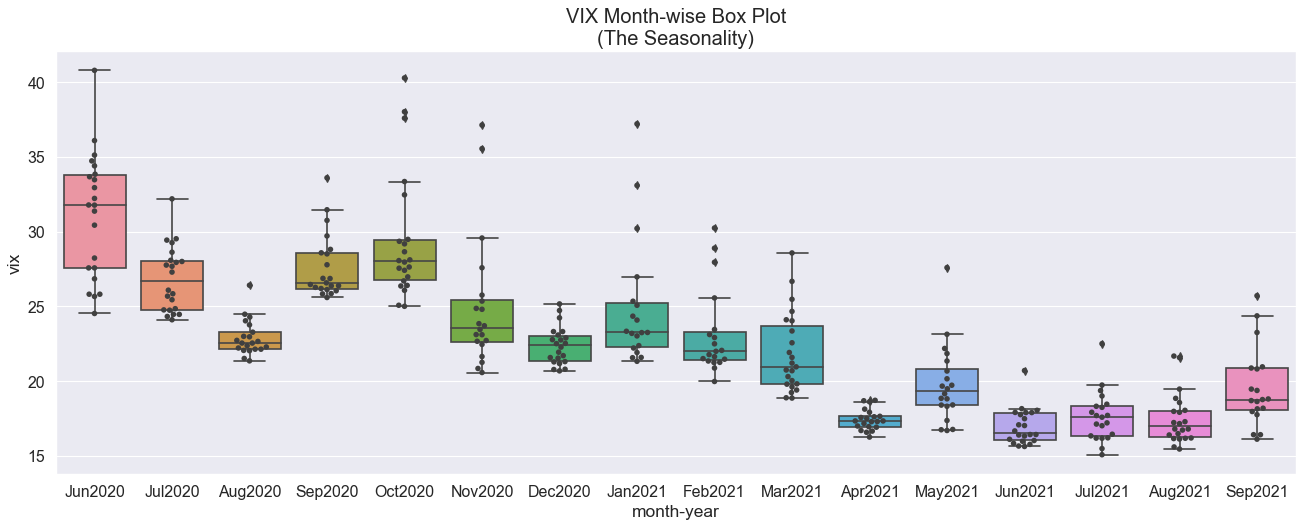 VIX Month-wise Box Plot
(The Seasonality)
40
35
30
25
20
15
vix
Jun2020 Jul2020 Aug2020 Sep2020 Oct2020 Nov2020 Dec2020 Jan2021 Feb2021 Mar2021 Apr2021 May2021 Jun2021 Jul2021 Aug2021 Sep2021
month-year